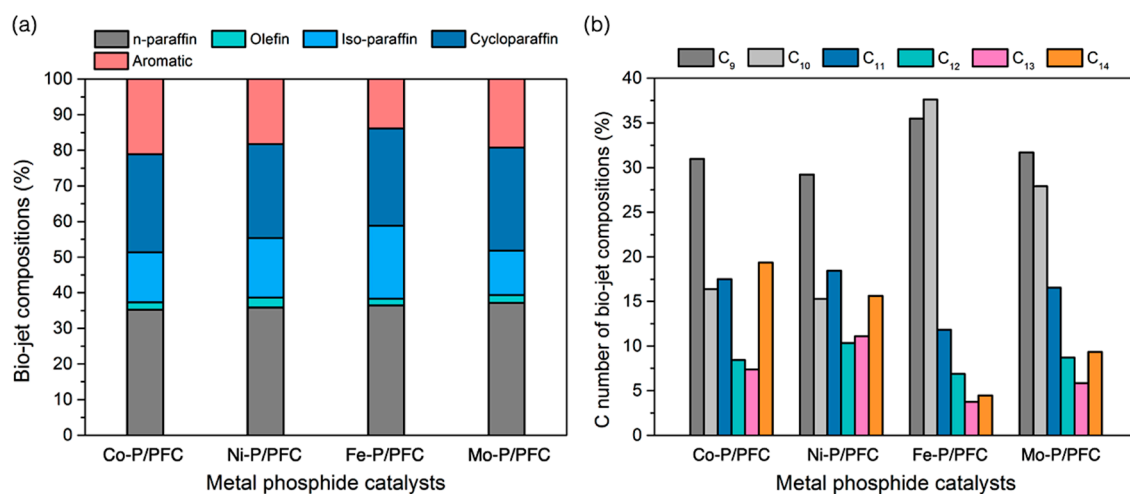 (a)
n-paraffin Olefin Iso-paraffin Cycloparaffin
Aromatic
Bio-jet compositions (%)
100
90
80
70
60
50
40
30
20
10
0
Co-P/PFC Ni-P/PFC Fe-P/PFC Mo-P/PFC
Metal phosphide catalysts
(b)
C₉ C₁₀ C₁₁ C₁₂ C₁₃ C₁₄
C number of bio-jet compositions (%)
40
35
30
25
20
15
10
5
0
Co-P/PFC Ni-P/PFC Fe-P/PFC Mo-P/PFC
Metal phosphide catalysts